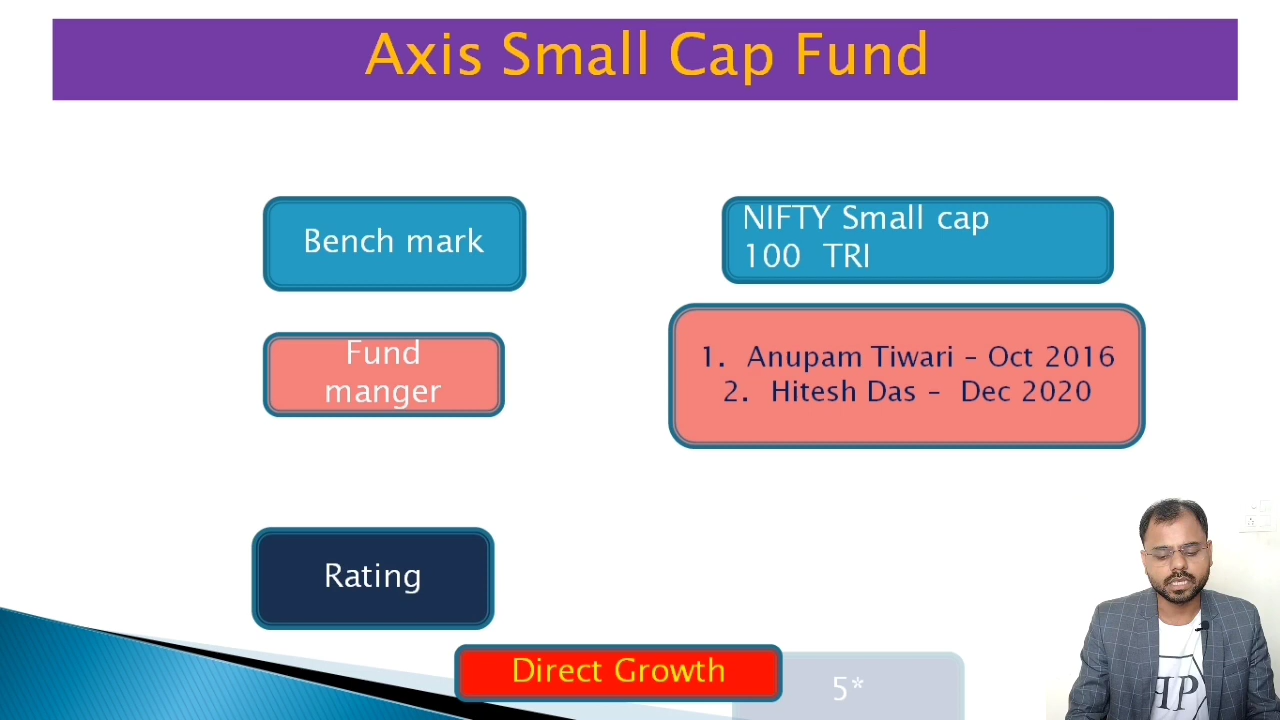 Axis Small Cap Fund
Bench mark
NIFTY Small cap
100 TRI
Fund
manger
1. Anupam Tiwari – Oct 2016
2. Hitesh Das – Dec 2020
Rating
Direct Growth
5*